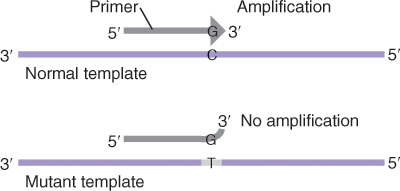 Primer
Amplification
5′ G 3′
3′ C 5′
Normal template
3′ No amplification
5′ G
3′ T 5′
Mutant template